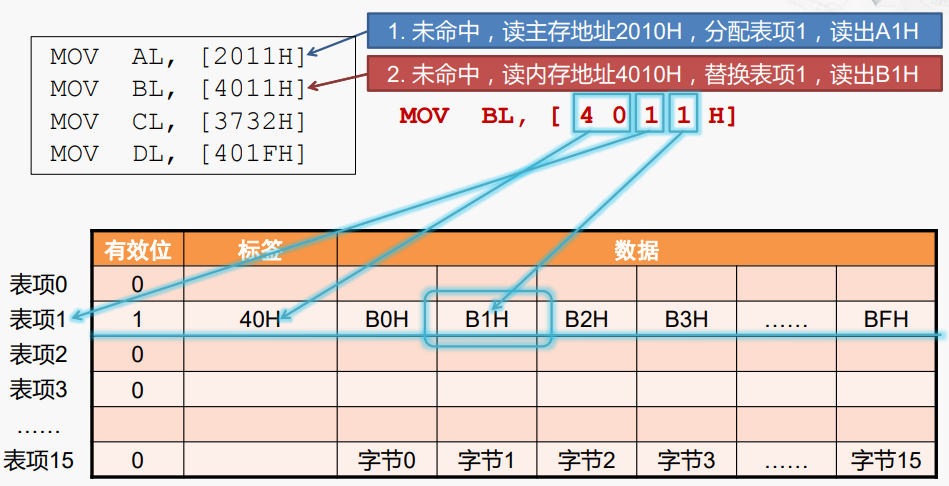 1. 未命中，读主存地址2010H，分配表项1，读出A1H
2. 未命中，读内存地址4010H，替换表项1，读出B1H
MOV AL, [2011H]
MOV BL, [4011H]
MOV CL, [3732H]
MOV DL, [401FH]
MOV BL, [ 4 0 1 1 H]
有效位 标签 数据
表项0 0
表项1 1 40H B0H B1H B2H B3H …… BFH
表项2 0
表项3 0
……
表项15 0 字节0 字节1 字节2 字节3 …… 字节15